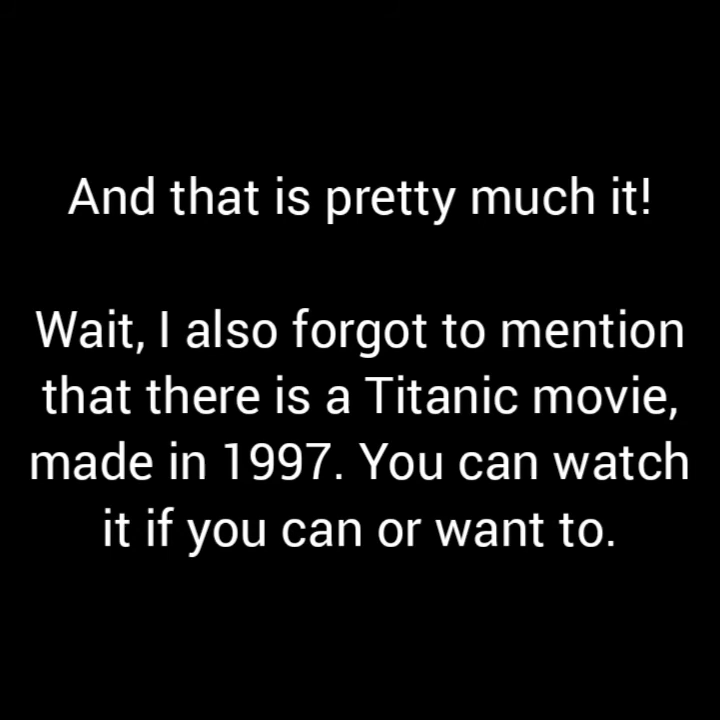 And that is pretty much it!
Wait, I also forgot to mention
that there is a Titanic movie,
made in 1997. You can watch
it if you can or want to.